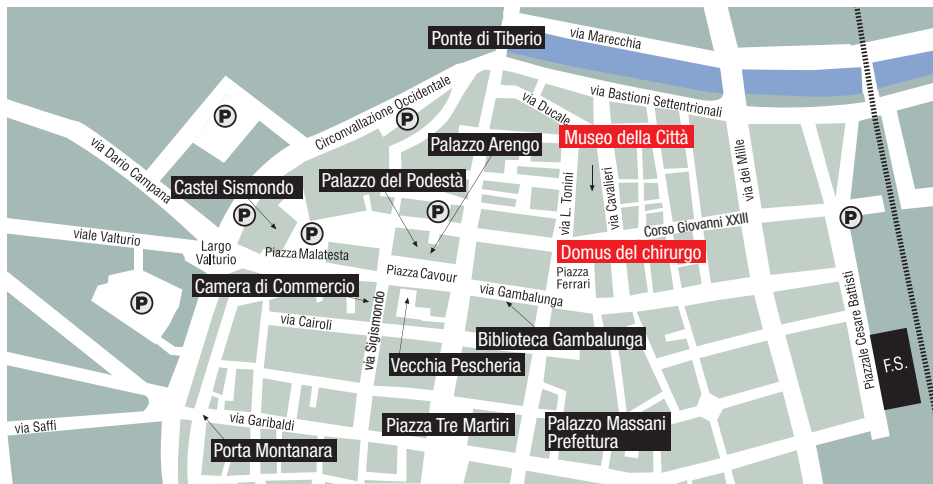 Ponte di Tiberio
via Marecchia
via Bastioni Settentrionali
via Ducale
Circonvallazione Occidentale
P
P
Museo della Città
Palazzo Arengo
via Dario Campana
Palazzo del Podestà
Castel Sismondo
via L. Tonini
via Cavalieri
via dei Mille
P
P
P
P
Corso Giovanni XXIII
viale Valturio
Largo
Valturio
Piazza Malatesta
Domus del chirurgo
Piazza Cavour
Piazza
Ferrari
Camera di Commercio
via Gambalunga
P
via Cairoli
via Sigismondo
Biblioteca Gambalunga
Piazzale Cesare Battisti
Vecchia Pescheria
F.S.
via Saffi
via Garibaldi
Piazza Tre Martiri
Palazzo Massani
Prefettura
Porta Montanara